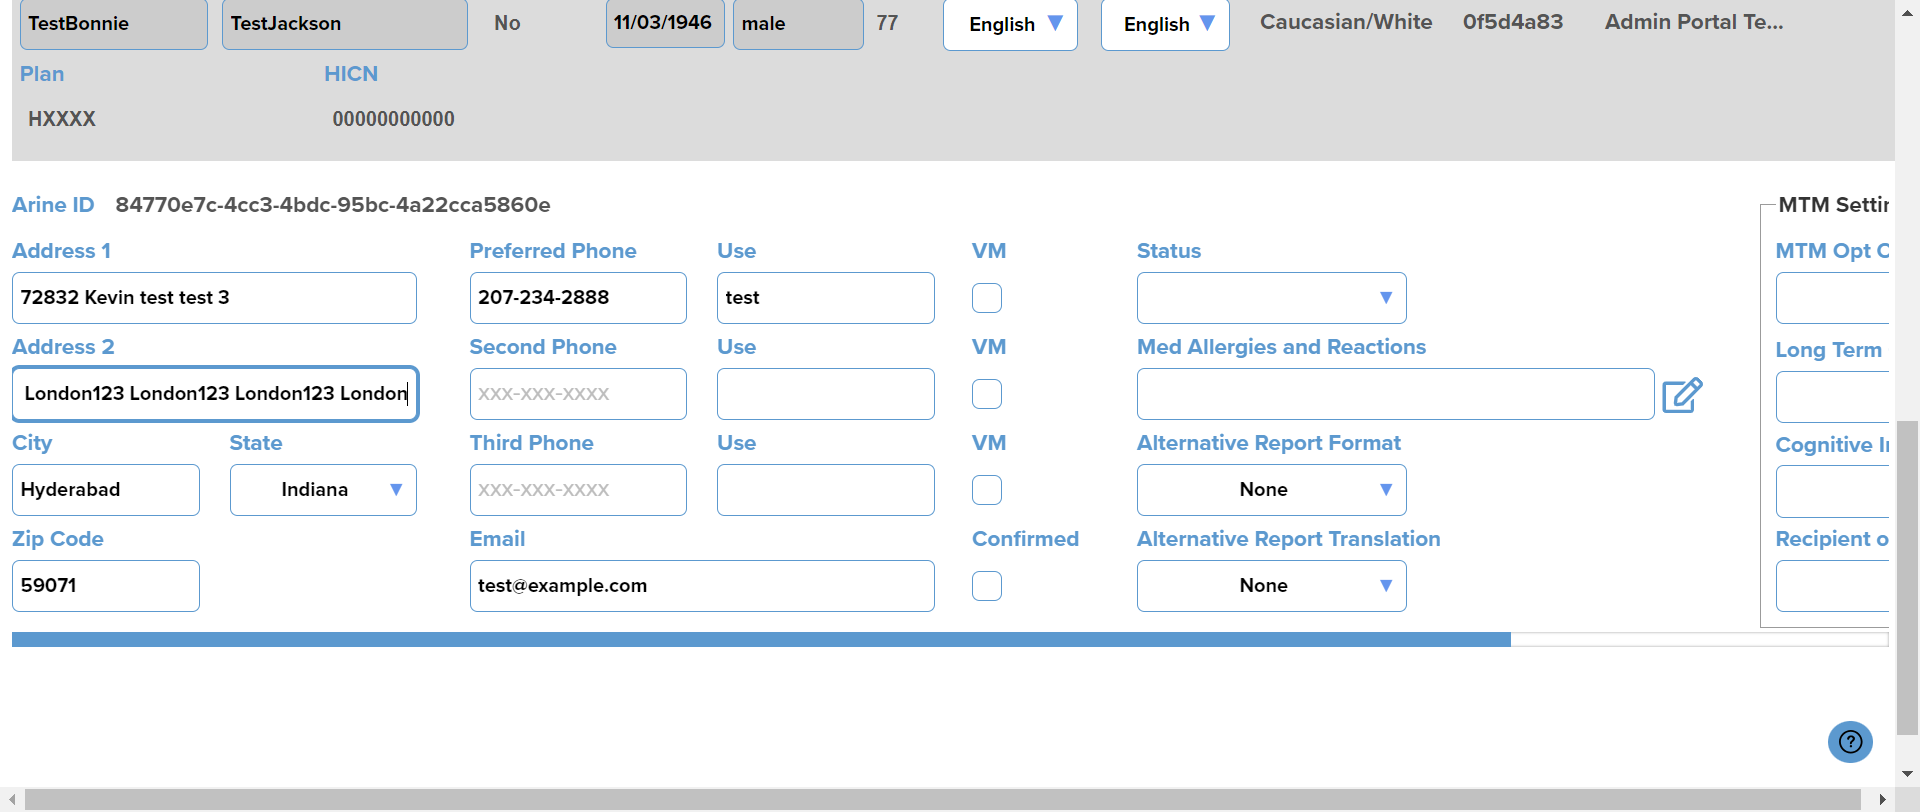 TestBonnie TestJackson No 11/03/1946 male 77 English ▼ English ▼ Caucasian/White 0f5d4a83 Admin Portal Te...
Plan HICN
HXXXX 00000000000
Arine ID 84770e7c-4cc3-4bdc-95bc-4a22cca5860e MTM Settin
Address 1 Preferred Phone Use VM Status MTM Opt O
72832 Kevin test test 3 207-234-2888 test ▼
Address 2 Second Phone Use VM Med Allergies and Reactions Long Term
London123 London123 London123 London xxx-xxx-xxxx
City State Third Phone Use VM Alternative Report Format Cognitive I
Hyderabad Indiana ▼ xxx-xxx-xxxx None ▼
Zip Code Email Confirmed Alternative Report Translation Recipient o
59071 test@example.com None ▼
?